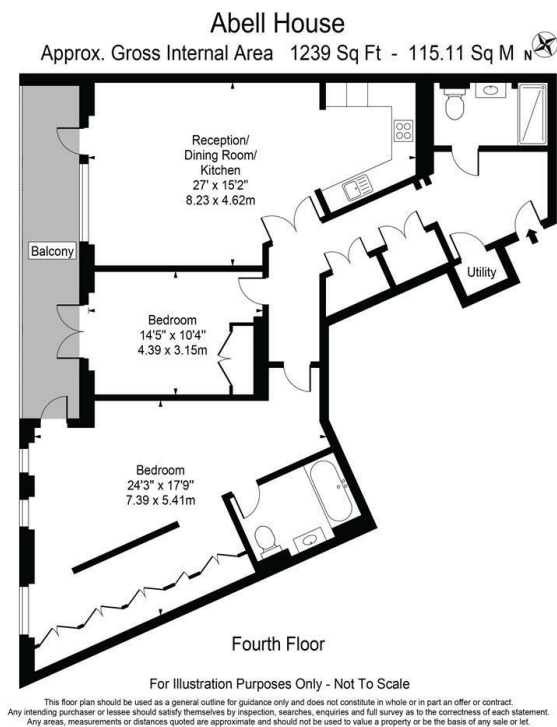 Abell House
Approx. Gross Internal Area 1239 Sq Ft - 115.11 Sq M
N
Reception/
Dining Room/
Kitchen
27' x 15'2"
8.23 x 4.62m
Balcony
Utility
Bedroom
14'5" x 10'4"
4.39 x 3.15m
Bedroom
24'3" x 17'9"
7.39 x 5.41m
Fourth Floor
For Illustration Purposes Only - Not To Scale
This floor plan should be used as a general outline for guidance only and does not constitute in whole or in part an offer or contract.
Any intending purchaser or lessee should satisfy themselves by inspection, searches, enquiries and full survey as to the correctness of each statement.
Any areas, measurements or distances quoted are approximate and should not be used to value a property or be the basis of any sale or let.